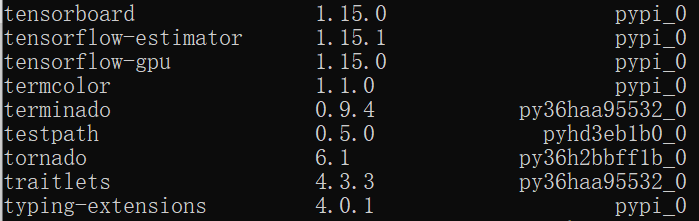 tensorboard 1.15.0 pypi_0
tensorflow-estimator 1.15.1 pypi_0
tensorflow-gpu 1.15.0 pypi_0
termcolor 1.1.0 pypi_0
terminado 0.9.4 py36haa95532_0
testpath 0.5.0 pyhd3eb1b0_0
tornado 6.1 py36h2bbff1b_0
traitlets 4.3.3 py36haa95532_0
typing-extensions 4.0.1 pypi_0